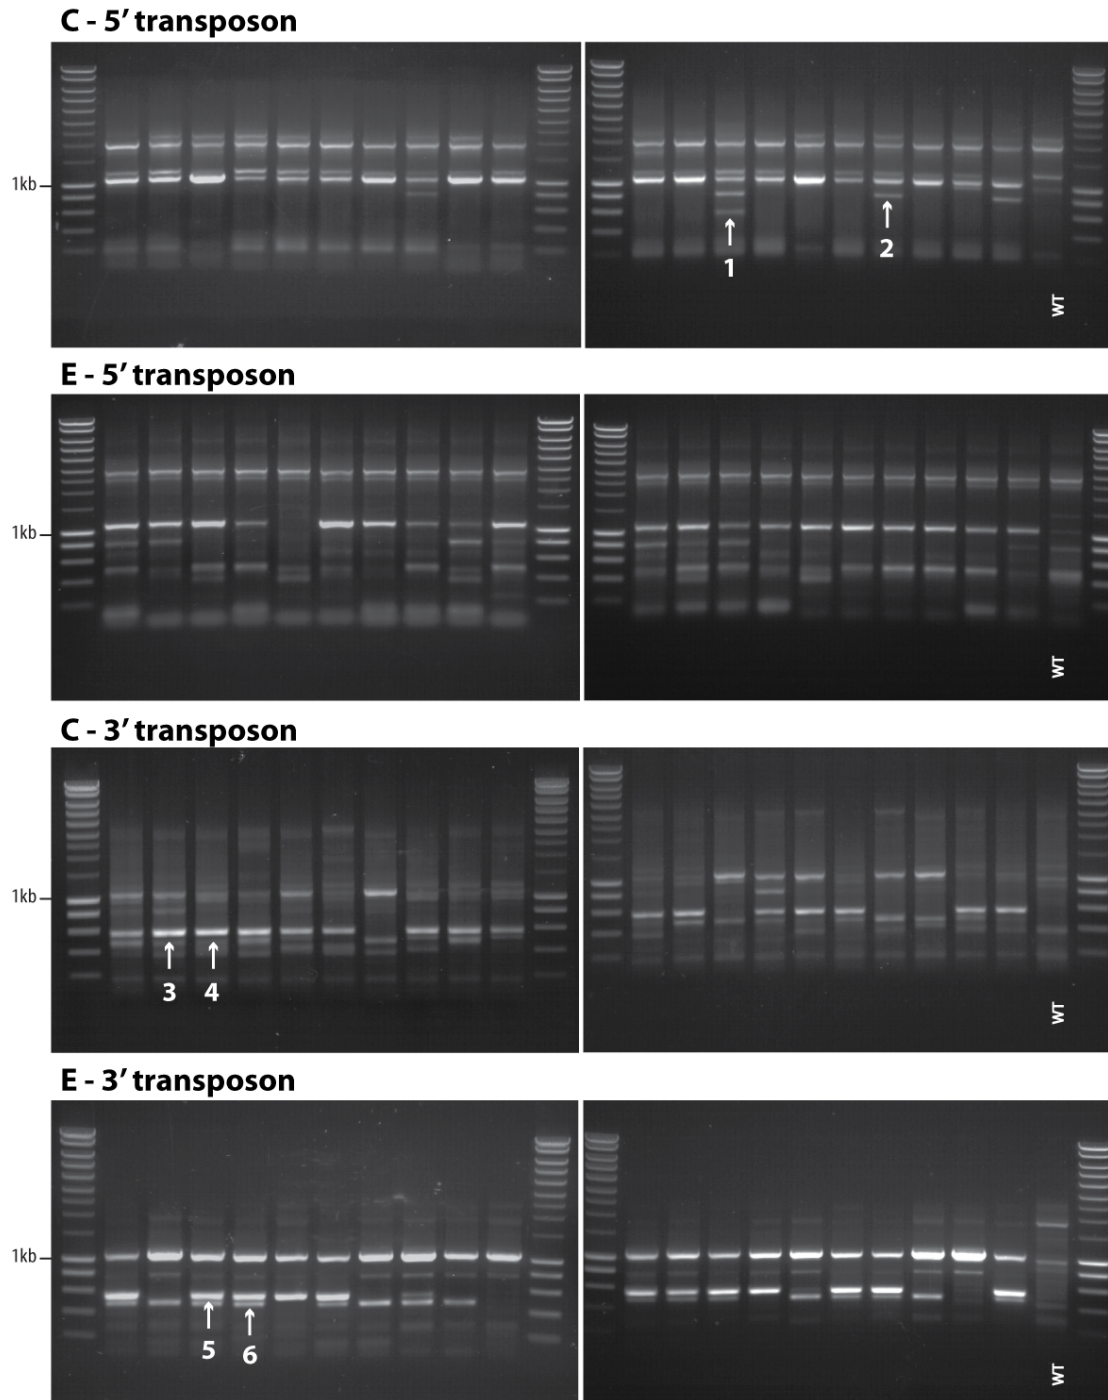 C - 5’ transposon
1kb
1
2
WT
E - 5’ transposon
1kb
WT
C - 3’ transposon
1kb
3
4
WT
E - 3’ transposon
1kb
5
6
WT